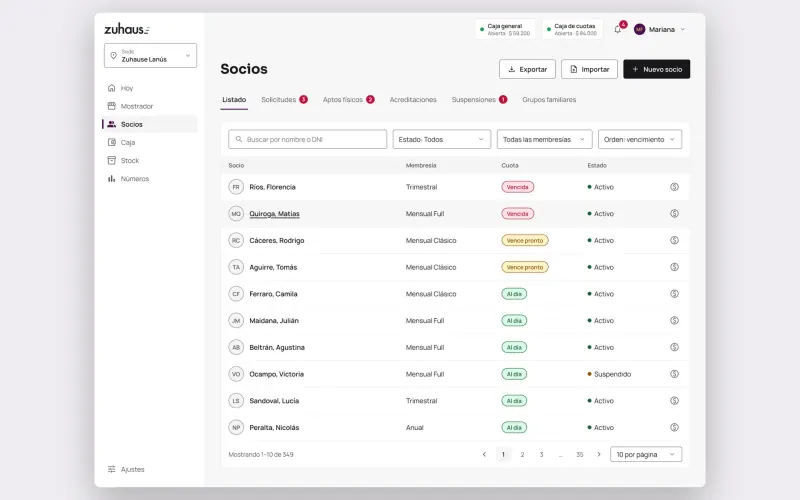 zuhaus
Sede
Zuhause Lanús
Hoy
Mostrador
Socios
Caja
Stock
Números
Ajustes
Caja general
Abierta · $ 59.200
Caja de cuotas
Abierta · $ 84.000
4
MF
Mariana
Socios
Exportar
Importar
+ Nuevo socio
Listado
Solicitudes 3
Aptos físicos 2
Acreditaciones
Suspensiones 1
Grupos familiares
Buscar por nombre o DNI
Estado: Todos
Todas las membresías
Orden: vencimiento
Socio Membresía Cuota Estado
FR Ríos, Florencia Trimestral Vencida Activo
MQ Quiroga, Matías Mensual Full Vencida Activo
RC Cáceres, Rodrigo Mensual Clásico Vence pronto Activo
TA Aguirre, Tomás Mensual Clásico Vence pronto Activo
CF Ferraro, Camila Mensual Clásico Al día Activo
JM Maidana, Julián Mensual Full Al día Activo
AB Beltrán, Agustina Mensual Full Al día Activo
VO Ocampo, Victoria Mensual Full Al día Suspendido
LS Sandoval, Lucía Trimestral Al día Activo
NP Peralta, Nicolás Anual Al día Activo
Mostrando 1-10 de 349
1 2 3 … 35
10 por página